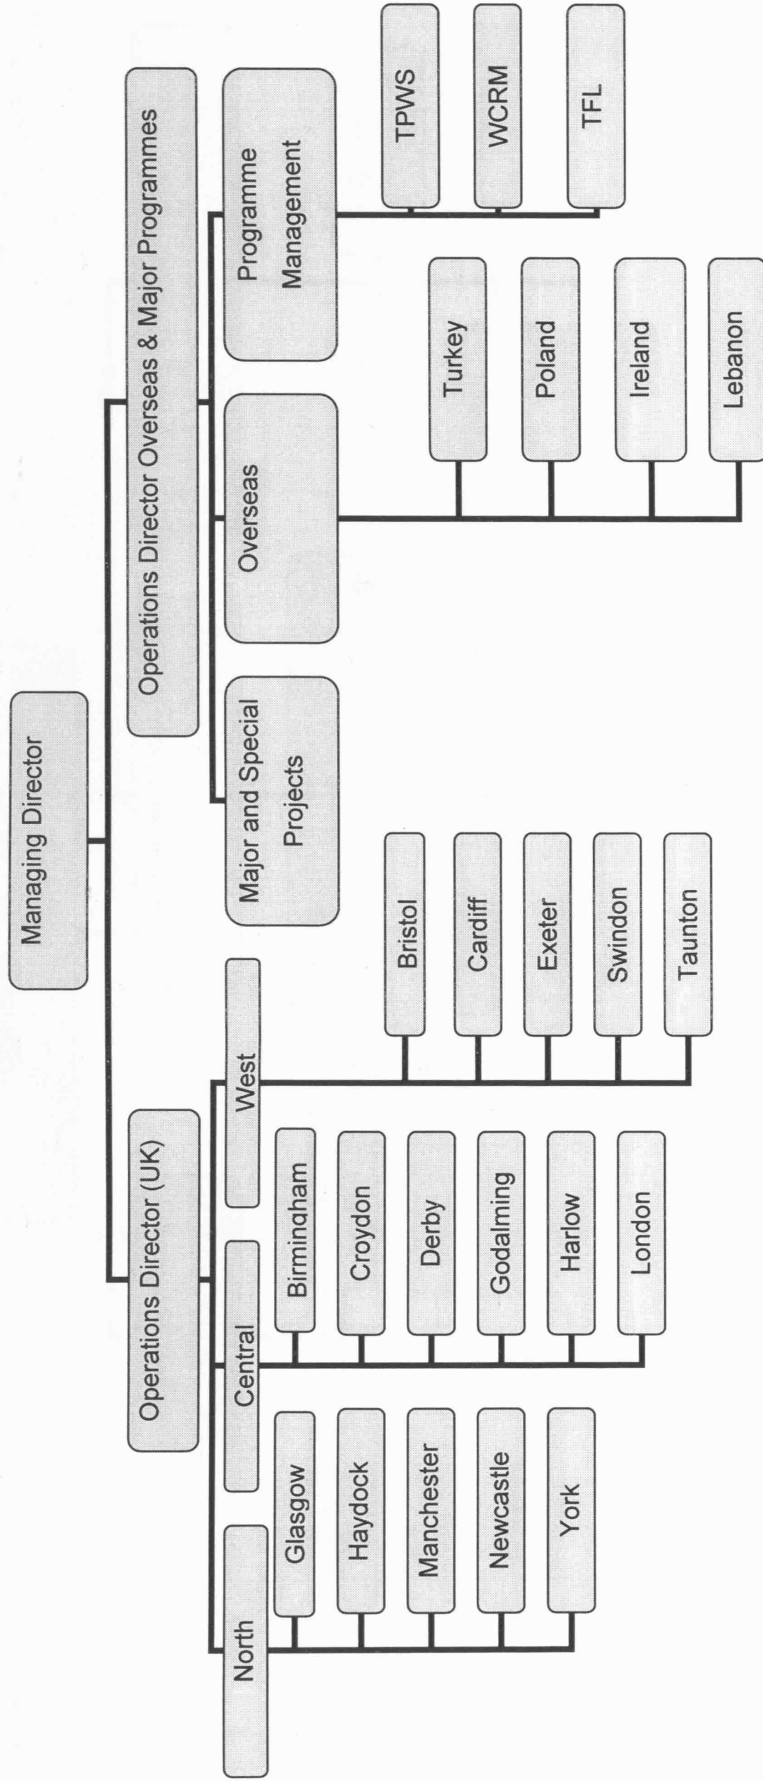 Managing Director
Operations Director (UK)
Operations Director Overseas & Major Programmes
North
Central
West
Major and Special
Projects
Overseas
Programme
Management
Glasgow
Haydock
Manchester
Newcastle
York
Birmingham
Croydon
Derby
Godalming
Harlow
London
Bristol
Cardiff
Exeter
Swindon
Taunton
Turkey
Poland
Ireland
Lebanon
TPWS
WCRM
TFL